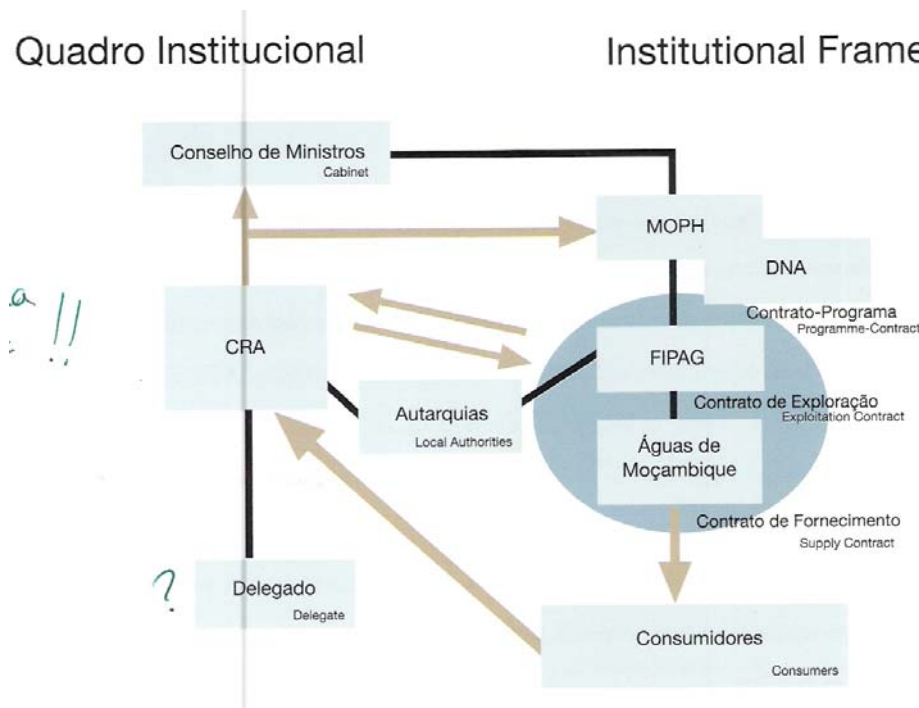 Quadro Institucional
Institutional Frame
Conselho de Ministros
Cabinet
MOPH
DNA
Contrato-Programa
Programme-Contract
a
!!
CRA
FIPAG
Contrato de Exploração
Exploitation Contract
Autarquias
Local Authorities
Águas de
Moçambique
Contrato de Fornecimento
Supply Contract
?
Delegado
Delegate
Consumidores
Consumers